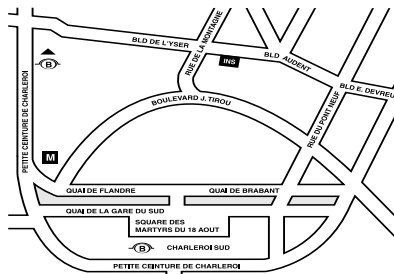 BLD DE L'YSER
RUE DE LA MONTAGNE
INS
BLD AUDENT
BLD E. DEVREU
B
PETITE CEINTURE DE CHARLEROI
BOULEVARD J. TIROU
RUE DU PONT NEUF
M
QUAI DE FLANDRE
QUAI DE BRABANT
QUAI DE LA GARE DU SUD
SQUARE DES
MARTYRS DU 18 AOUT
B
CHARLEROI SUD
PETITE CEINTURE DE CHARLEROI